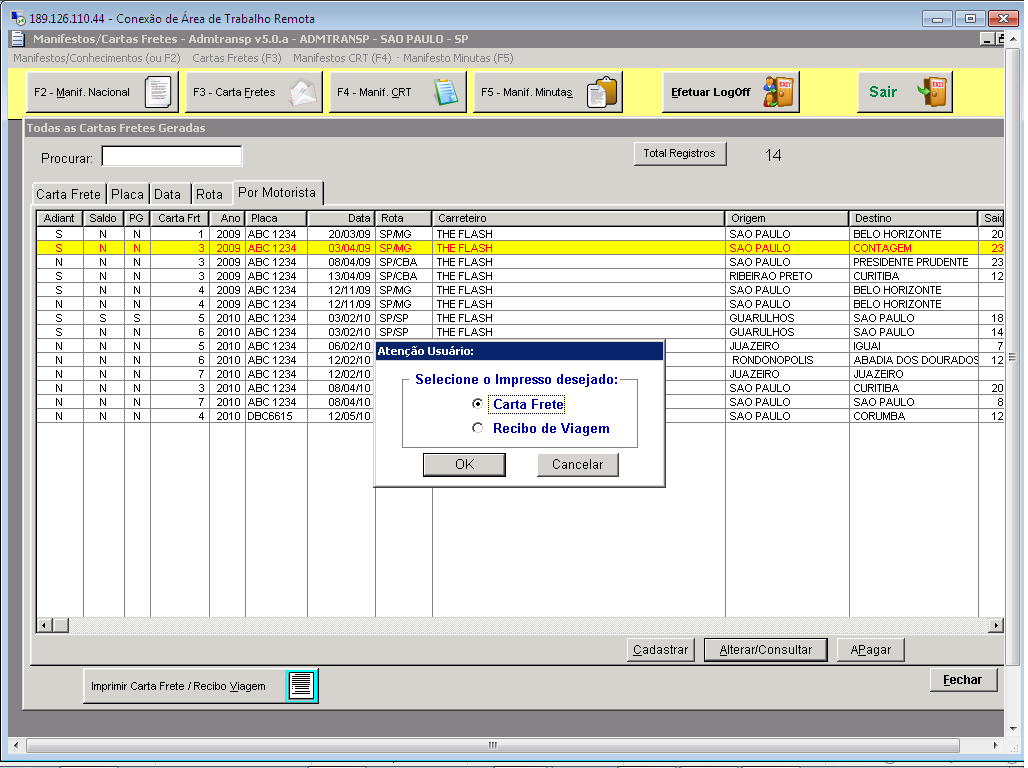 189.126.110.44 - Conexão de Área de Trabalho Remota
Manifestos/Cartas Fretes - Admtransp v5.0.a - ADMTRANSP - SAO PAULO - SP
Manifestos/Conhecimentos (ou F2) Cartas Fretes (F3) Manifestos CRT (F4) - Manifesto Minutas (F5)
F2 - Manif. Nacional F3 - Carta Fretes F4 - Manif. CRT F5 - Manif. Minutas Efetuar LogOff EXIT Sair EXIT
Todas as Cartas Fretes Geradas
Procurar: Total Registros 14
Carta Frete Placa Data Rota Por Motorista
Adiant Saldo PG Carta Frt Ano Placa Data Rota Carreteiro Origem Destino Saíd
S N N 1 2009 ABC 1234 20/03/09 SP/MG THE FLASH SAO PAULO BELO HORIZONTE 20
S N N 3 2009 ABC 1234 03/04/09 SP/MG THE FLASH SAO PAULO CONTAGEM 23
N N N 3 2009 ABC 1234 08/04/09 SP/CBA THE FLASH SAO PAULO PRESIDENTE PRUDENTE 23
S N N 3 2009 ABC 1234 13/04/09 SP/CBA THE FLASH RIBEIRAO PRETO CURITIBA 12
N N N 4 2009 ABC 1234 12/11/09 SP/MG THE FLASH SAO PAULO BELO HORIZONTE
N N N 4 2009 ABC 1234 12/11/09 SP/MG THE FLASH SAO PAULO BELO HORIZONTE
S S S 5 2010 ABC 1234 03/02/10 SP/SP THE FLASH GUARULHOS SAO PAULO 18
S N N 6 2010 ABC 1234 03/02/10 SP/SP THE FLASH GUARULHOS SAO PAULO 14
N N N 5 2010 ABC 1234 06/02/10 JUAZEIRO IGUAI 7
N N N 6 2010 ABC 1234 12/02/10 RONDONOPOLIS ABADIA DOS DOURADOS 12
N N N 7 2010 ABC 1234 12/02/10 JUAZEIRO JUAZEIRO
N N N 3 2010 ABC 1234 08/04/10 SAO PAULO CURITIBA 20
N N N 7 2010 ABC 1234 08/04/10 SAO PAULO SAO PAULO 8
N N N 4 2010 DBC6615 12/05/10 SAO PAULO CORUMBA 12
Atenção Usuário:
Selecione o Impresso desejado:
Carta Frete
Recibo de Viagem
OK Cancelar
Cadastrar Alterar/Consultar APagar
Imprimir Carta Frete / Recibo Viagem Fechar